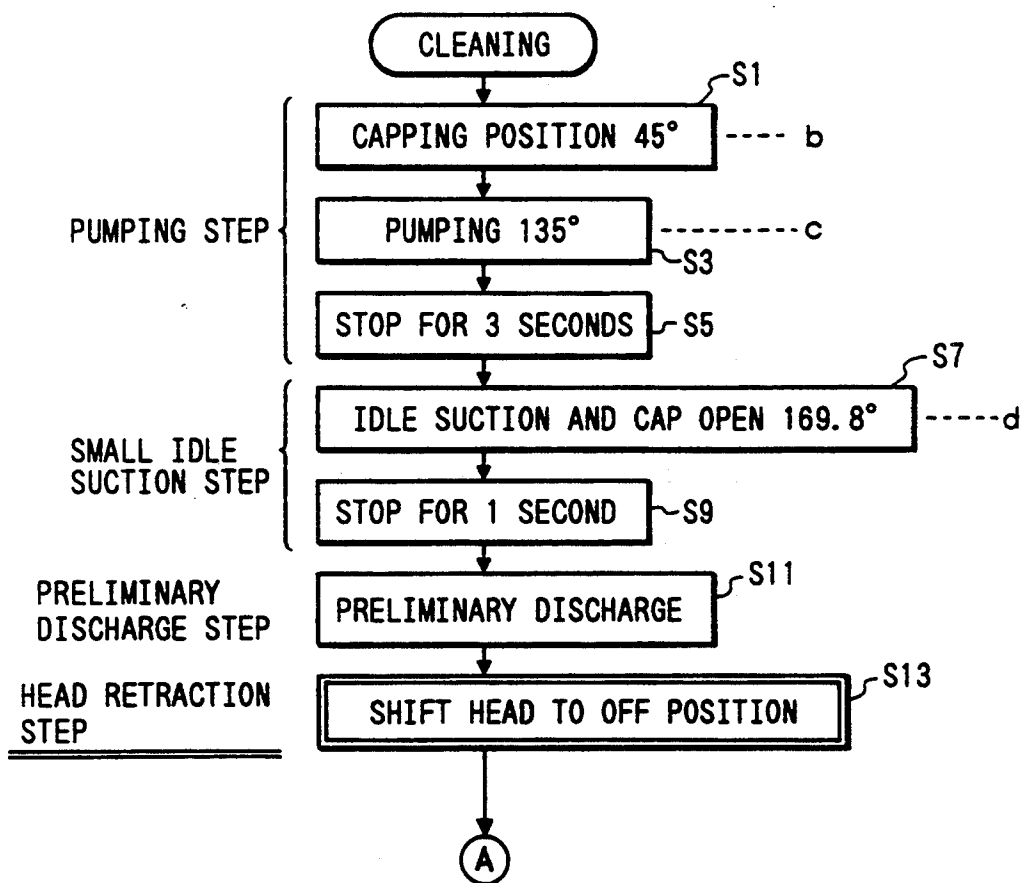 CLEANING
S1
CAPPING POSITION 45°
b
PUMPING STEP
PUMPING 135°
c
S3
STOP FOR 3 SECONDS
S5
S7
IDLE SUCTION AND CAP OPEN 169.8°
d
SMALL IDLE
SUCTION STEP
STOP FOR 1 SECOND
S9
S11
PRELIMINARY
DISCHARGE STEP
PRELIMINARY DISCHARGE
S13
HEAD RETRACTION
STEP
SHIFT HEAD TO OFF POSITION
A